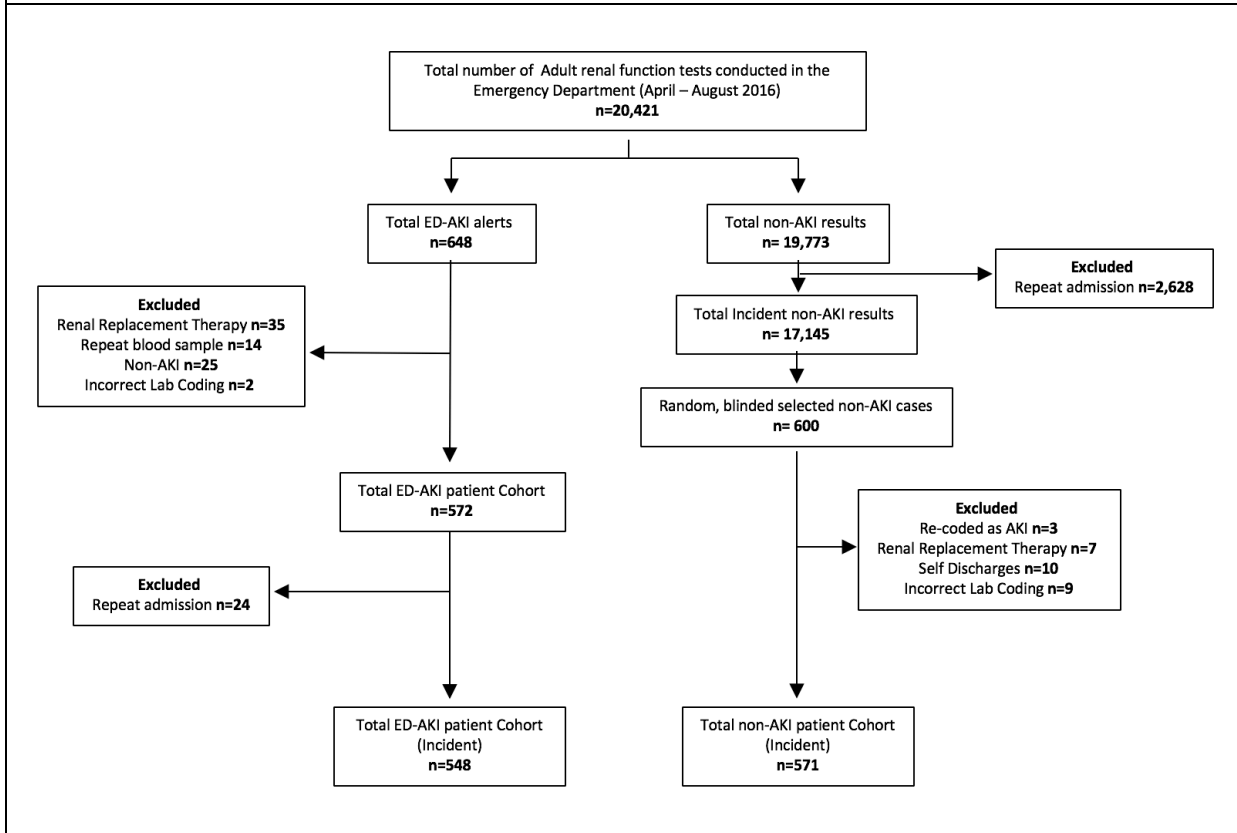 Total number of Adult renal function tests conducted in the
Emergency Department (April – August 2016)
n=20,421
Total ED-AKI alerts
n=648
Total non-AKI results
n= 19,773
Excluded
Repeat admission n=2,628
Excluded
Renal Replacement Therapy n=35
Repeat blood sample n=14
Non-AKI n=25
Incorrect Lab Coding n=2
Total Incident non-AKI results
n= 17,145
Random, blinded selected non-AKI cases
n= 600
Total ED-AKI patient Cohort
n=572
Excluded
Re-coded as AKI n=3
Renal Replacement Therapy n=7
Self Discharges n=10
Incorrect Lab Coding n=9
Excluded
Repeat admission n=24
Total ED-AKI patient Cohort
(Incident)
n=548
Total non-AKI patient Cohort
(Incident)
n=571